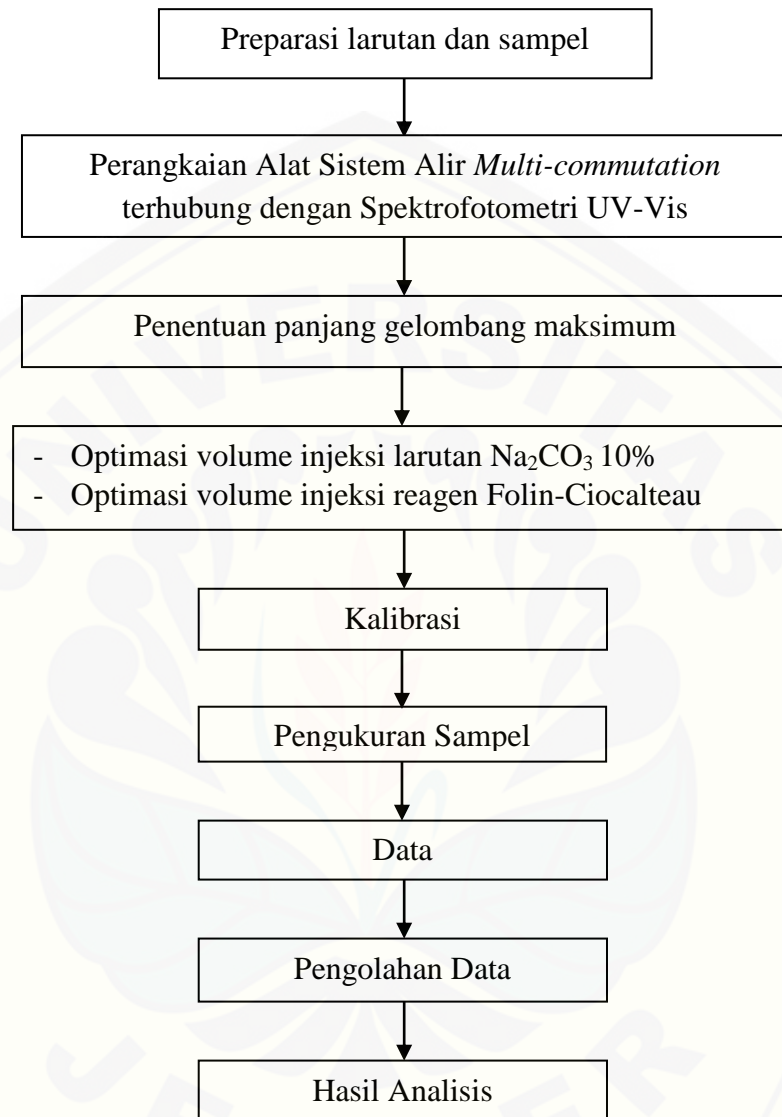 Preparasi larutan dan sampel
Perangkaian Alat Sistem Alir Multi-commutation
terhubung dengan Spektrofotometri UV-Vis
Penentuan panjang gelombang maksimum
- Optimasi volume injeksi larutan Na₂CO₃ 10%
- Optimasi volume injeksi reagen Folin-Ciocalteau
Kalibrasi
Pengukuran Sampel
Data
Pengolahan Data
Hasil Analisis
UNIVERSITAS
JEMBER